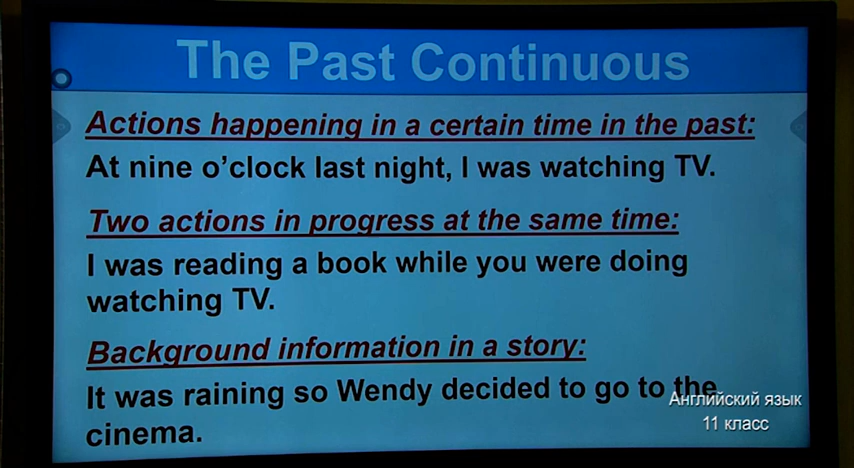 The Past Continuous
Actions happening in a certain time in the past:
At nine o’clock last night, I was watching TV.
Two actions in progress at the same time:
I was reading a book while you were doing
watching TV.
Background information in a story:
It was raining so Wendy decided to go to the
cinema.
Английский язык
11 класс